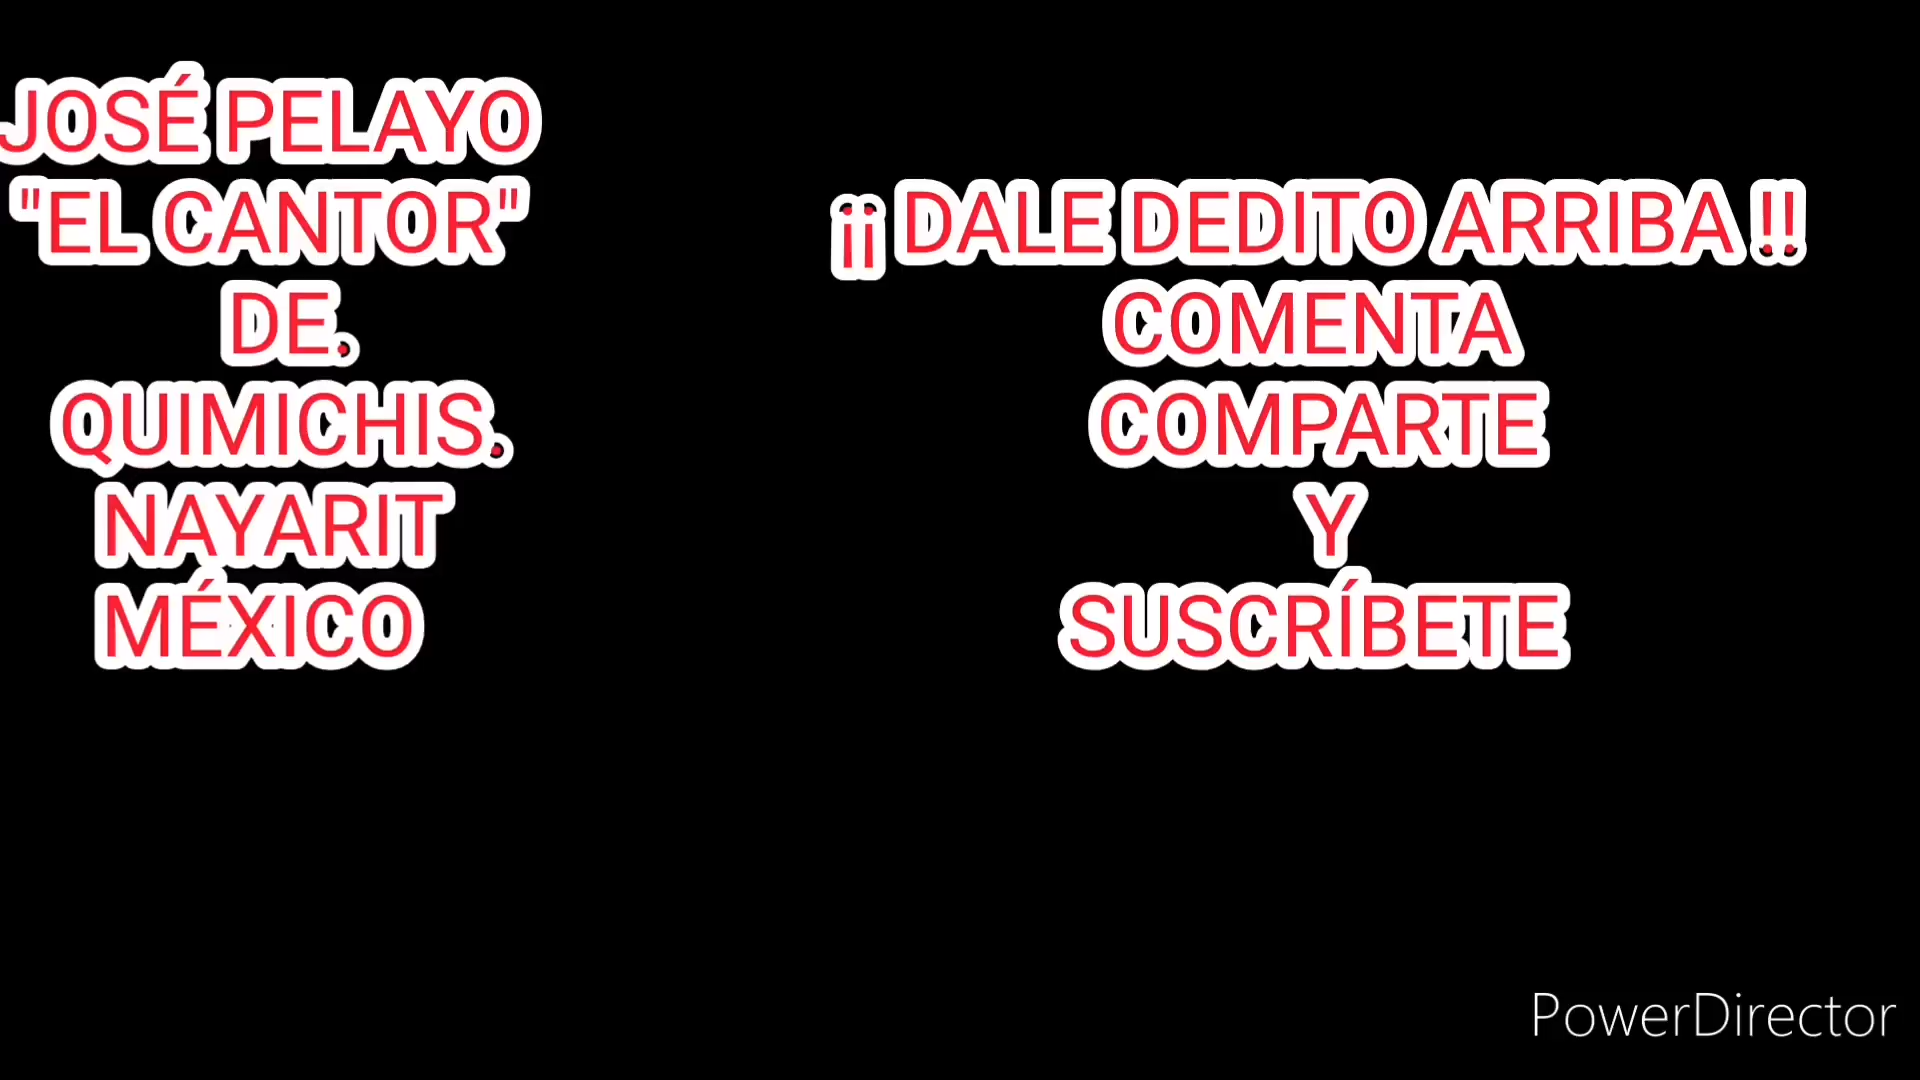 JOSÉ PELAYO
"EL CANTOR"
DE.
QUIMICHIS.
NAYARIT
MÉXICO
¡¡ DALE DEDITO ARRIBA !!
COMENTA
COMPARTE
Y
SUSCRÍBETE
PowerDirector